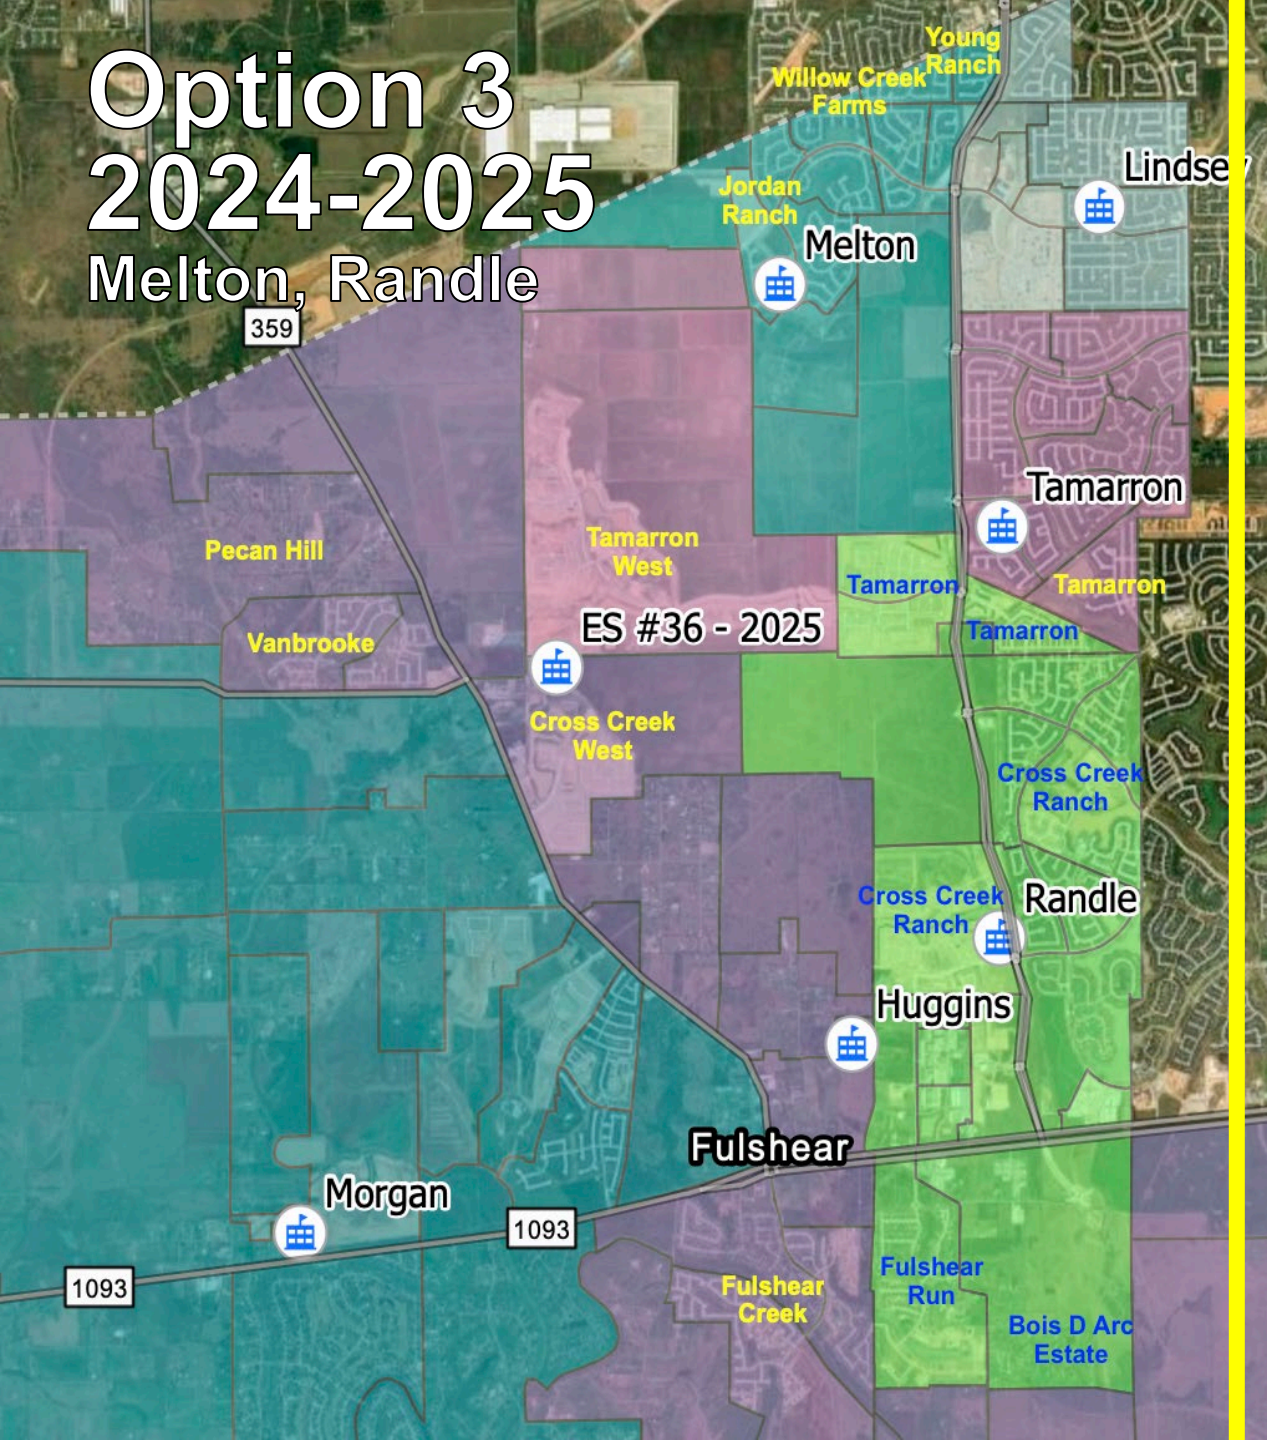 Option 3
2024-2025
Melton, Randle
Young
Ranch
Willow Creek
Farms
Lindsey
Jordan
Ranch
Melton
359
Tamarron
Tamarron
West
Pecan Hill
Tamarron
Tamarron
ES #36 - 2025
Tamarron
Vanbrooke
Cross Creek
West
Cross Creek
Ranch
Cross Creek
Ranch
Randle
Huggins
Fulshear
Morgan
1093
1093
Fulshear
Creek
Fulshear
Run
Bois D Arc
Estate